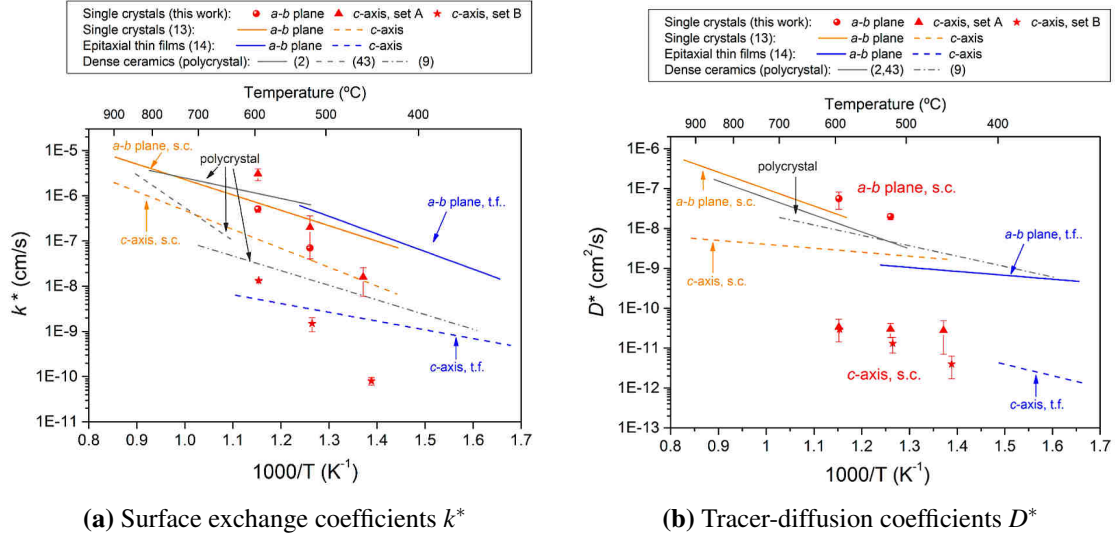 Single crystals (this work): a-b plane c-axis, set A c-axis, set B
Single crystals (13): a-b plane c-axis
Epitaxial thin films (14): a-b plane c-axis
Dense ceramics (polycrystal): (2) (43) (9)
Temperature (ºC)
900 800 700 600 500 400
1E-5
1E-6
1E-7
1E-8
1E-9
1E-10
1E-11
k* (cm/s)
a-b plane, s.c.
polycrystal
a-b plane, t.f..
c-axis, s.c.
c-axis, t.f.
0.8 0.9 1.0 1.1 1.2 1.3 1.4 1.5 1.6 1.7
1000/T (K⁻¹)
(a) Surface exchange coefficients k*
Single crystals (this work): a-b plane c-axis, set A c-axis, set B
Single crystals (13): a-b plane c-axis
Epitaxial thin films (14): a-b plane c-axis
Dense ceramics (polycrystal): (2,43) (9)
Temperature (ºC)
900 800 700 600 500 400
1E-6
1E-7
1E-8
1E-9
1E-10
1E-11
1E-12
1E-13
D* (cm²/s)
polycrystal
a-b plane, s.c.
a-b plane, s.c.
a-b plane, t.f..
c-axis, s.c.
c-axis, s.c.
c-axis, t.f.
0.8 0.9 1 1.1 1.2 1.3 1.4 1.5 1.6 1.7
1000/T (K⁻¹)
(b) Tracer-diffusion coefficients D*